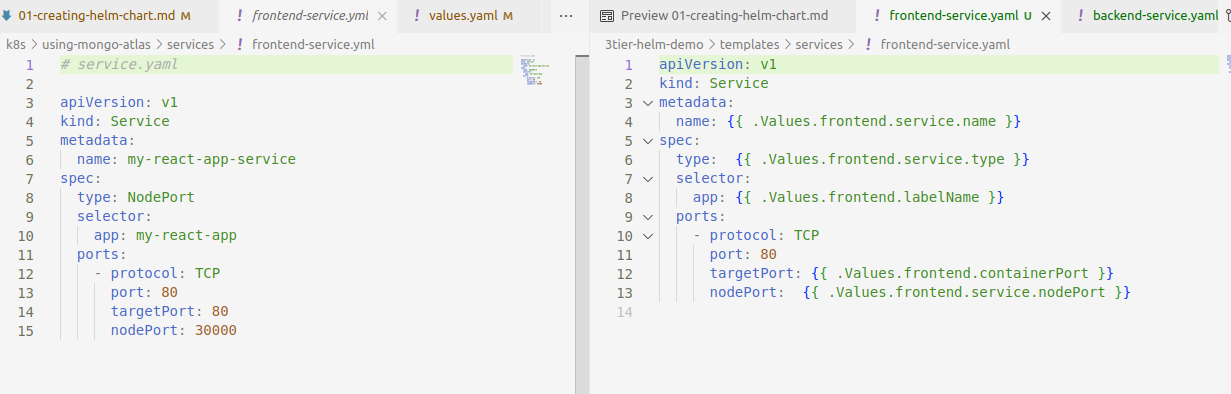 01-creating-helm-chart.md M
frontend-service.yml
values.yaml M
k8s > using-mongo-atlas > services > ! frontend-service.yml
1 # service.yaml
2
3 apiVersion: v1
4 kind: Service
5 metadata:
6 name: my-react-app-service
7 spec:
8 type: NodePort
9 selector:
10 app: my-react-app
11 ports:
12 - protocol: TCP
13 port: 80
14 targetPort: 80
15 nodePort: 30000
Preview 01-creating-helm-chart.md
frontend-service.yaml U
backend-service.yaml
3tier-helm-demo > templates > services > ! frontend-service.yaml
1 apiVersion: v1
2 kind: Service
3 metadata:
4 name: {{ .Values.frontend.service.name }}
5 spec:
6 type:  {{ .Values.frontend.service.type }}
7 selector:
8 app: {{ .Values.frontend.labelName }}
9 ports:
10 - protocol: TCP
11 port: 80
12 targetPort: {{ .Values.frontend.containerPort }}
13 nodePort:  {{ .Values.frontend.service.nodePort }}
14